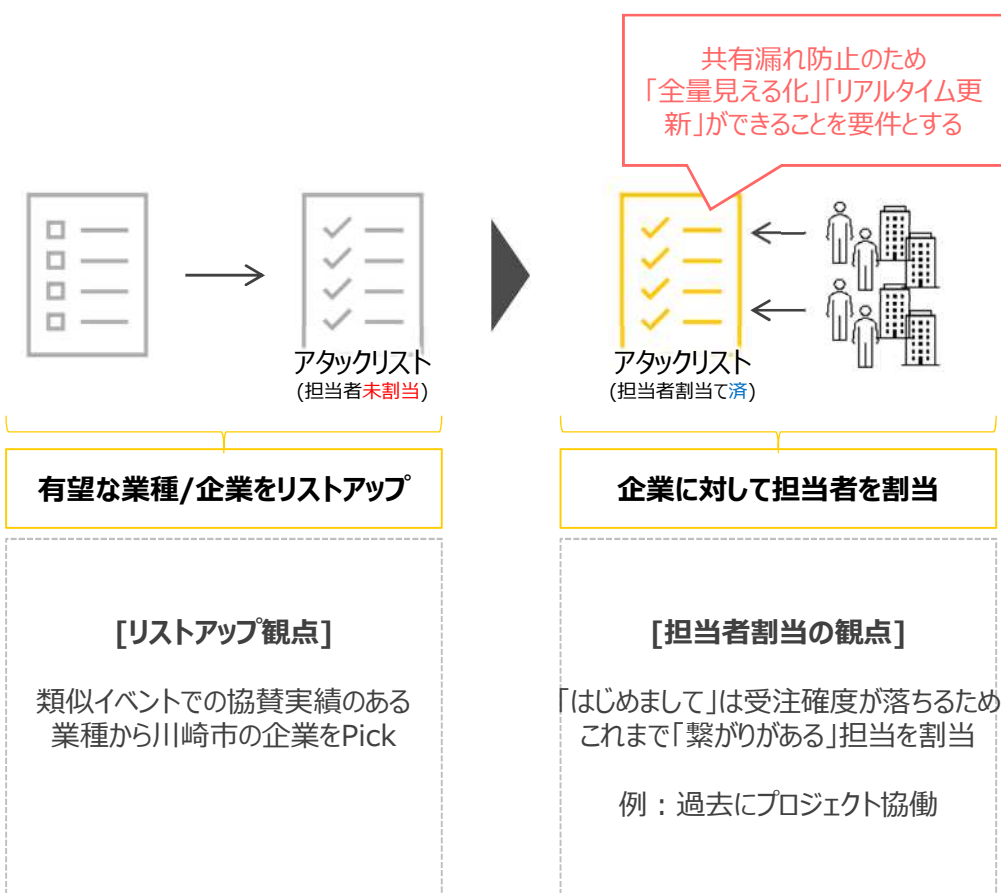 共有漏れ防止のため
「全量見える化」「リアルタイム更
新」ができることを要件とする
アタックリスト
(担当者未割当)
アタックリスト
(担当者割当て済)
有望な業種/企業をリストアップ
企業に対して担当者を割当
[リストアップ観点]
類似イベントでの協賛実績のある
業種から川崎市の企業をPick
[担当者割当の観点]
「はじめまして」は受注確度が落ちるため
これまで「繋がりがある」担当を割当
例：過去にプロジェクト協働